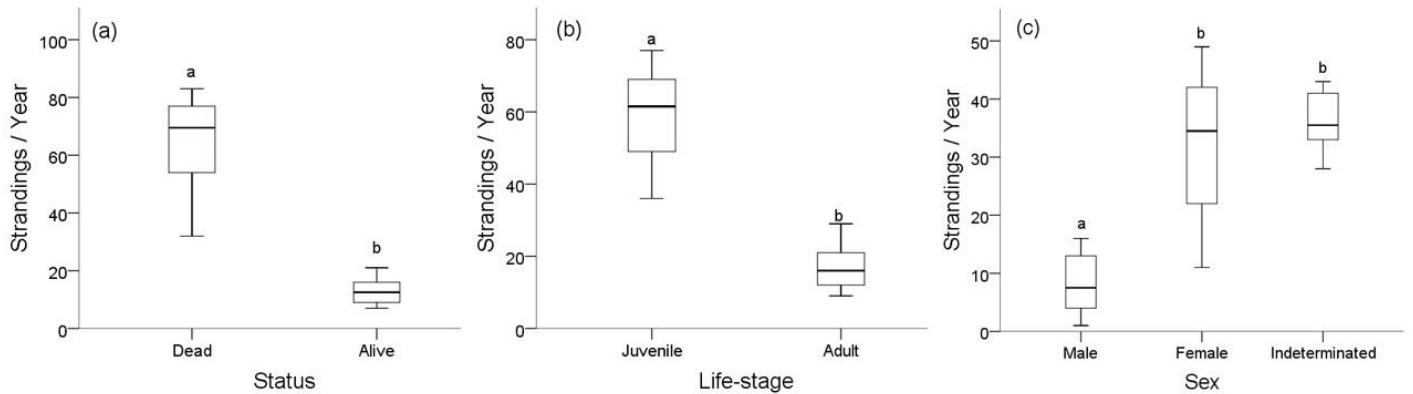 (a)
Strandings / Year
100
80
60
40
20
0
a
b
Dead
Alive
Status
(b)
Strandings / Year
80
60
40
20
0
a
b
Juvenile
Adult
Life-stage
(c)
Strandings / Year
50
40
30
20
10
0
a
b
b
Male
Female
Indeterminated
Sex